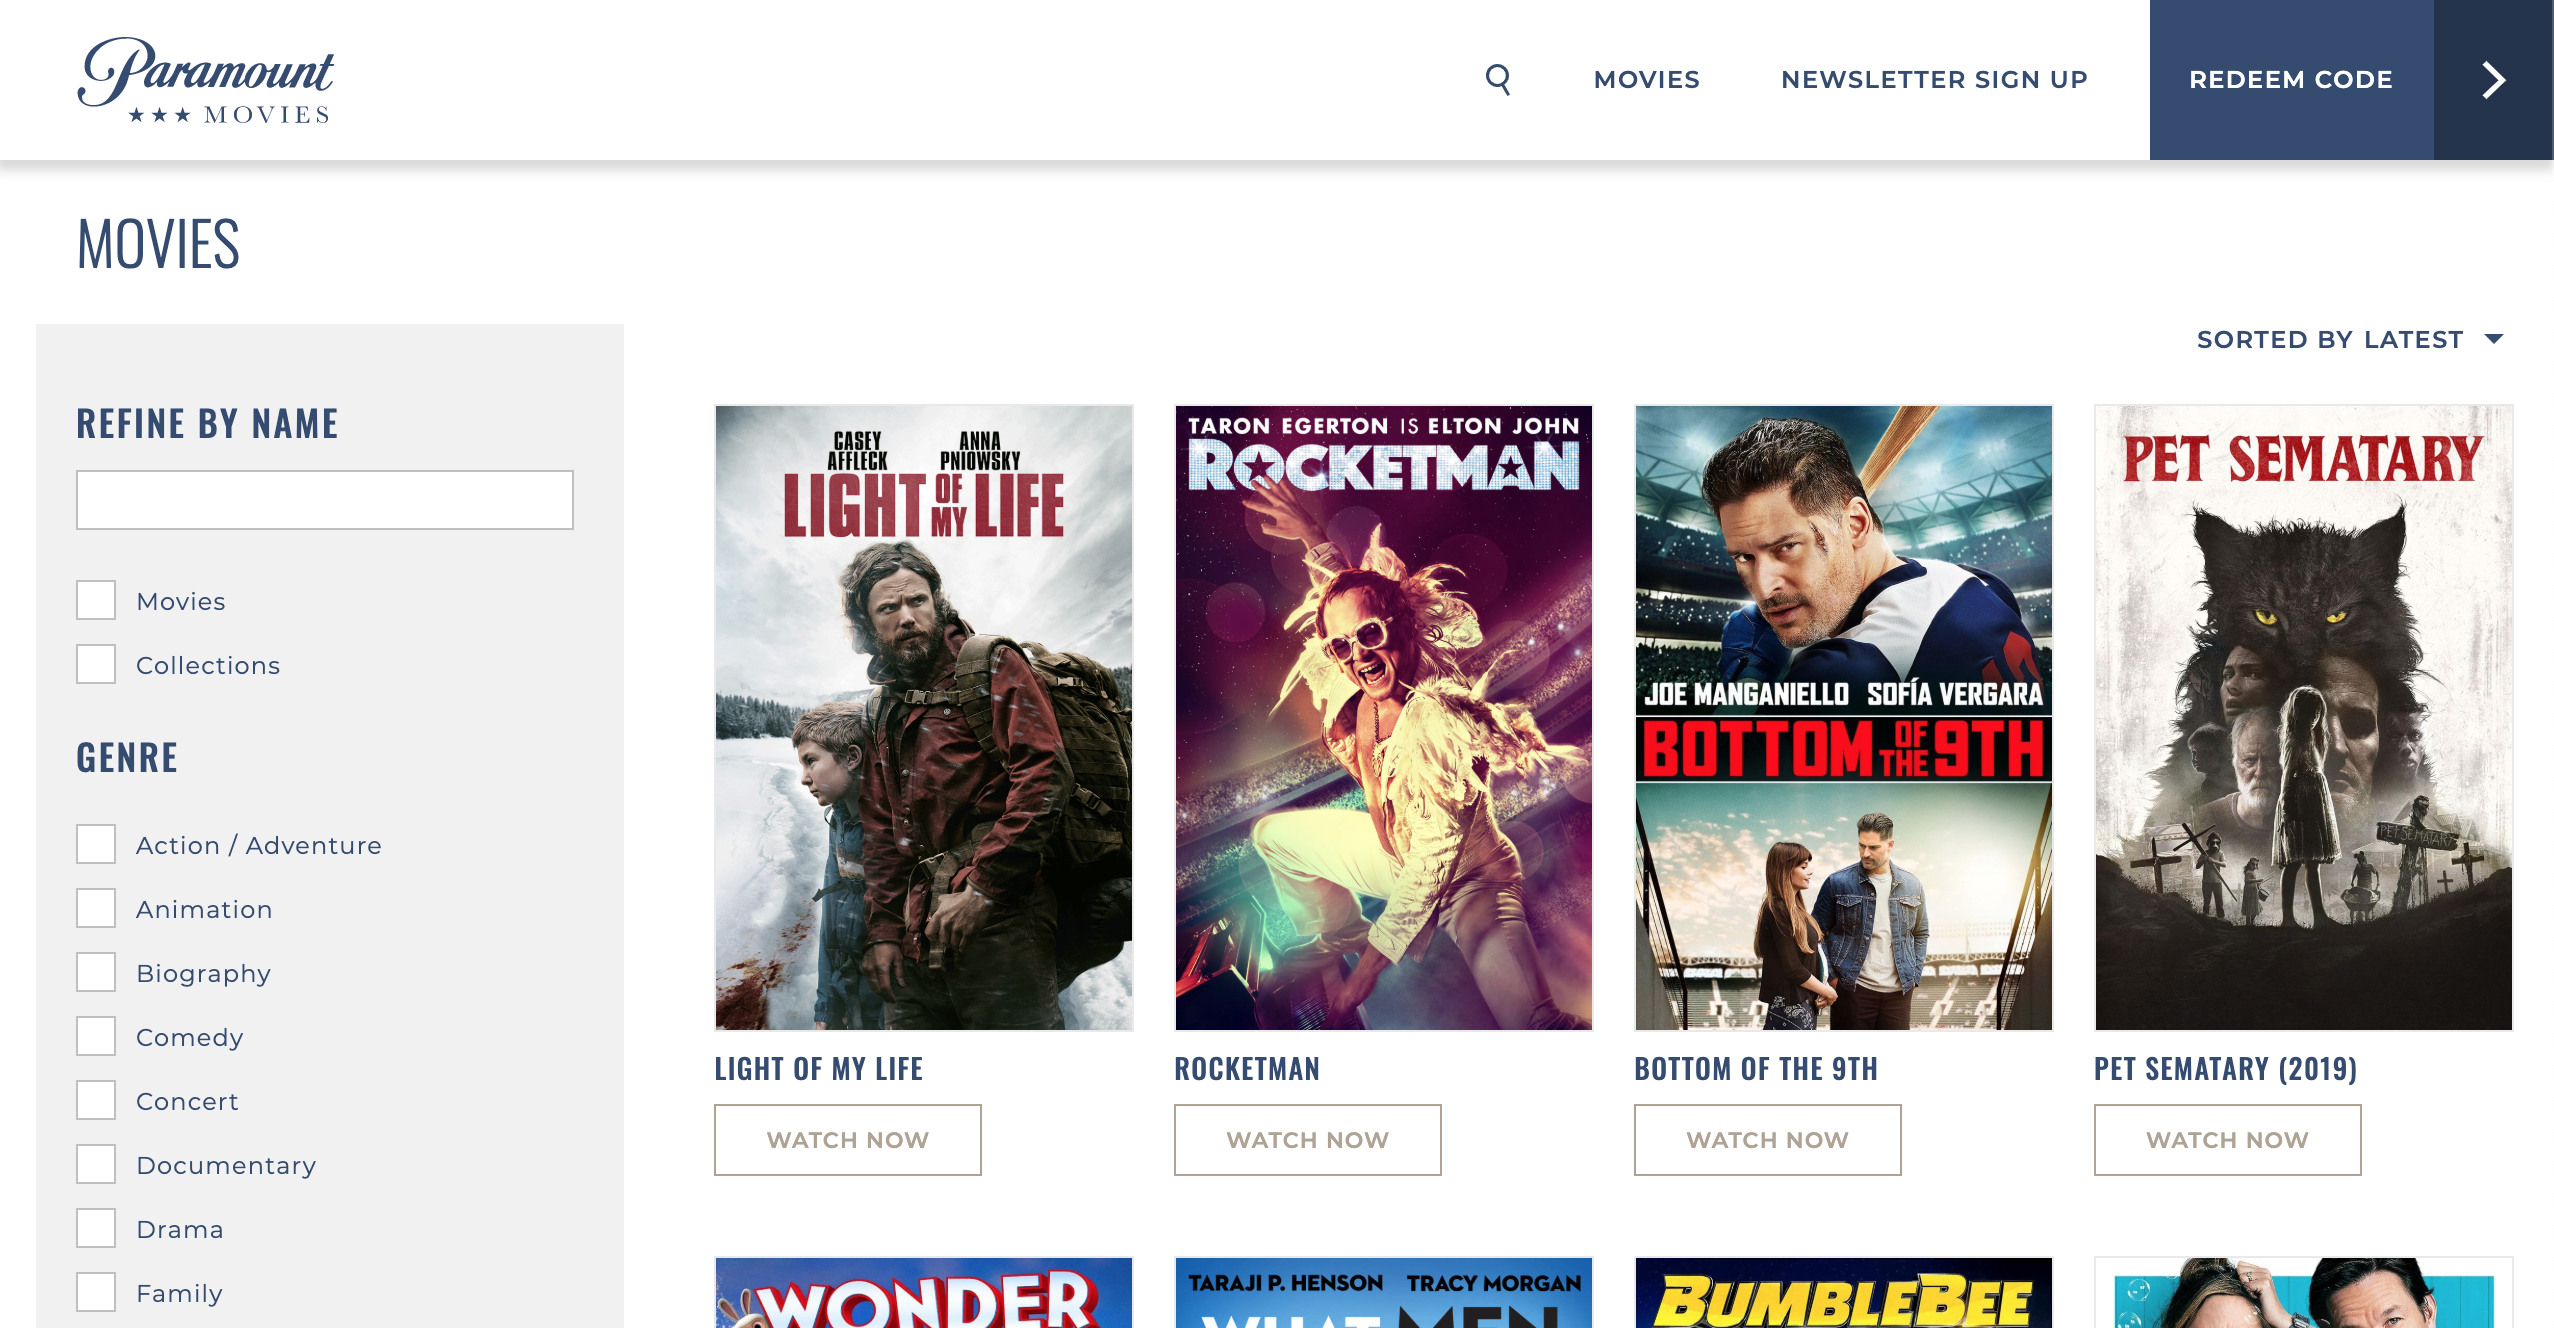 Paramount
★★★ MOVIES
MOVIES
NEWSLETTER SIGN UP
REDEEM CODE
MOVIES
SORTED BY LATEST
REFINE BY NAME
Movies
Collections
GENRE
Action / Adventure
Animation
Biography
Comedy
Concert
Documentary
Drama
Family
CASEY AFFLECK
ANNA PNIOWSKY
LIGHT OF MY LIFE
TARON EGERTON IS ELTON JOHN
ROCKETMAN
JOE MANGANIELLO SOFÍA VERGARA
BOTTOM OF THE 9TH
PET SEMATARY
PET SEMATARY
LIGHT OF MY LIFE
WATCH NOW
ROCKETMAN
WATCH NOW
BOTTOM OF THE 9TH
WATCH NOW
PET SEMATARY (2019)
WATCH NOW
WONDER
TARAJI P. HENSON TRACY MORGAN
WHAT MEN
BUMBLEBEE